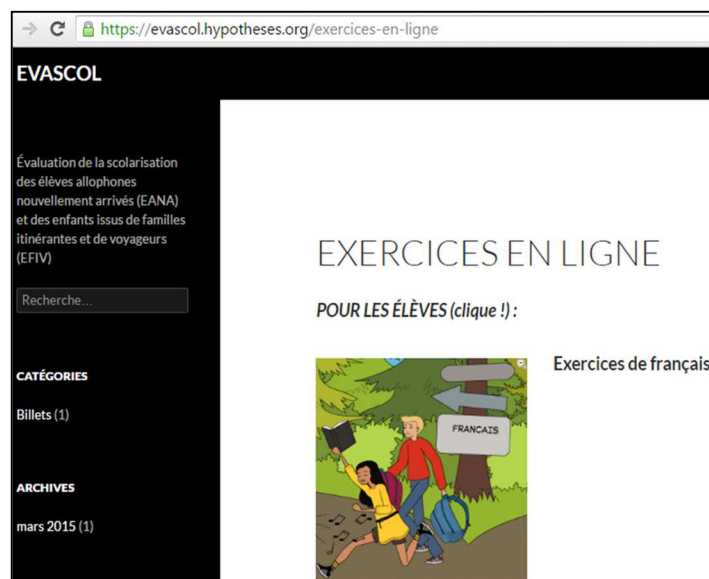 https://evascol.hypotheses.org/exercices-en-ligne
EVASCOL
Évaluation de la scolarisation
des élèves allophones
nouvellement arrivés (EANA)
et des enfants issus de familles
itinérantes et de voyageurs
(EFIV)
Recherche…
CATÉGORIES
Billets (1)
ARCHIVES
mars 2015 (1)
EXERCICES EN LIGNE
POUR LES ÉLÈVES (clique !) :
Exercices de français
FRANCAIS